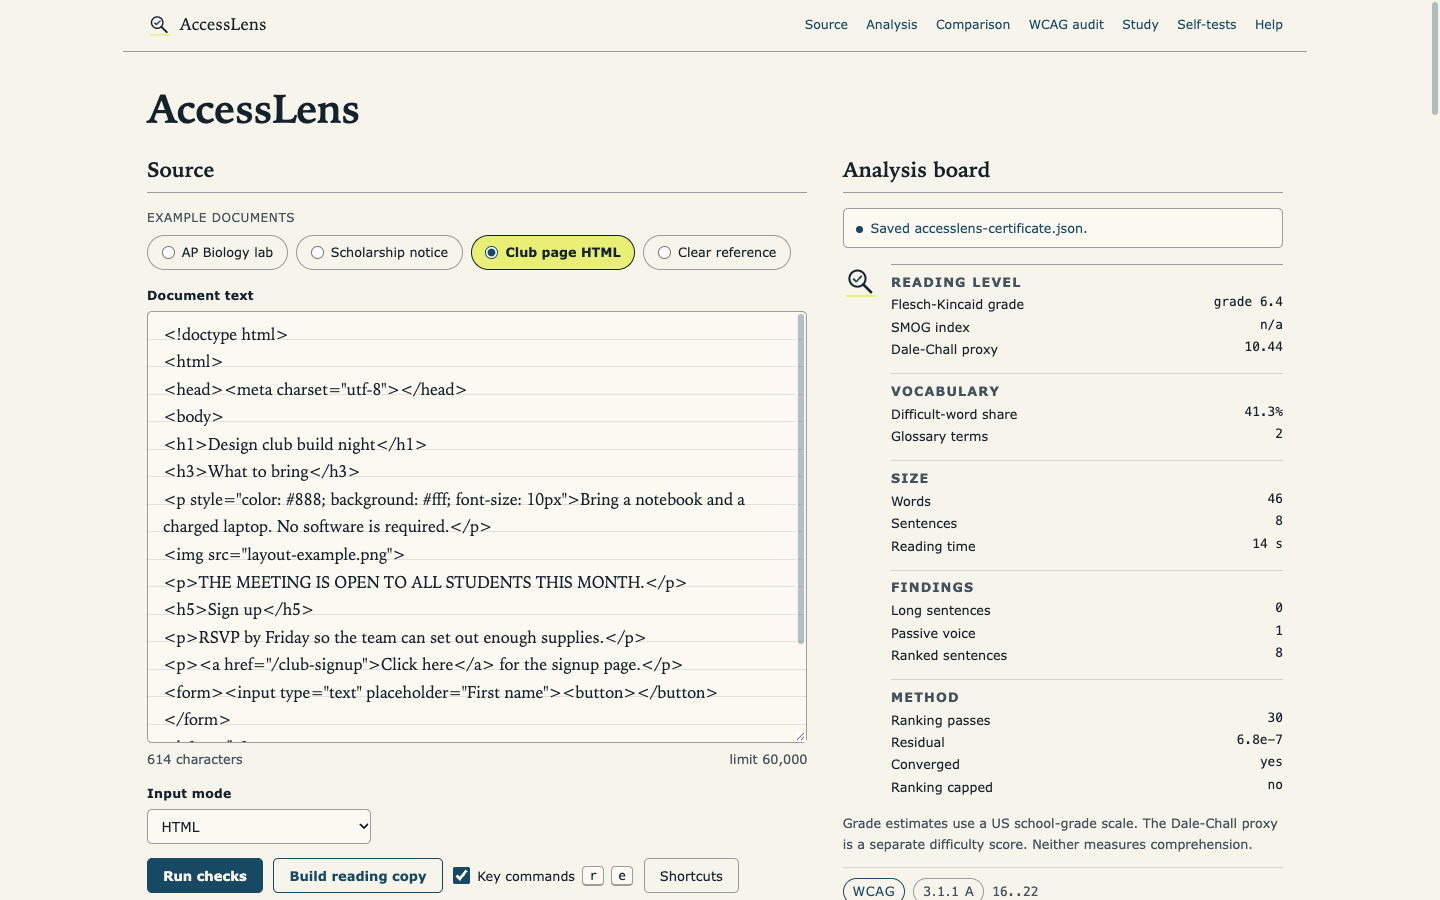 AccessLens
Source Analysis Comparison WCAG audit Study Self-tests Help
AccessLens
Source
EXAMPLE DOCUMENTS
AP Biology lab Scholarship notice Club page HTML Clear reference
Document text
<!doctype html>
<html>
<head><meta charset="utf-8"></head>
<body>
<h1>Design club build night</h1>
<h3>What to bring</h3>
<p style="color: #888; background: #fff; font-size: 10px">Bring a notebook and a
charged laptop. No software is required.</p>
<img src="layout-example.png">
<p>THE MEETING IS OPEN TO ALL STUDENTS THIS MONTH.</p>
<h5>Sign up</h5>
<p>RSVP by Friday so the team can set out enough supplies.</p>
<p><a href="/club-signup">Click here</a> for the signup page.</p>
<form><input type="text" placeholder="First name"><button></button>
</form>
614 characters limit 60,000
Input mode
HTML
Run checks Build reading copy Key commands r e Shortcuts
Analysis board
Saved accesslens-certificate.json.
READING LEVEL
Flesch-Kincaid grade grade 6.4
SMOG index n/a
Dale-Chall proxy 10.44
VOCABULARY
Difficult-word share 41.3%
Glossary terms 2
SIZE
Words 46
Sentences 8
Reading time 14 s
FINDINGS
Long sentences 0
Passive voice 1
Ranked sentences 8
METHOD
Ranking passes 30
Residual 6.8e-7
Converged yes
Ranking capped no
Grade estimates use a US school-grade scale. The Dale-Chall proxy
is a separate difficulty score. Neither measures comprehension.
WCAG 3.1.1 A 16..22